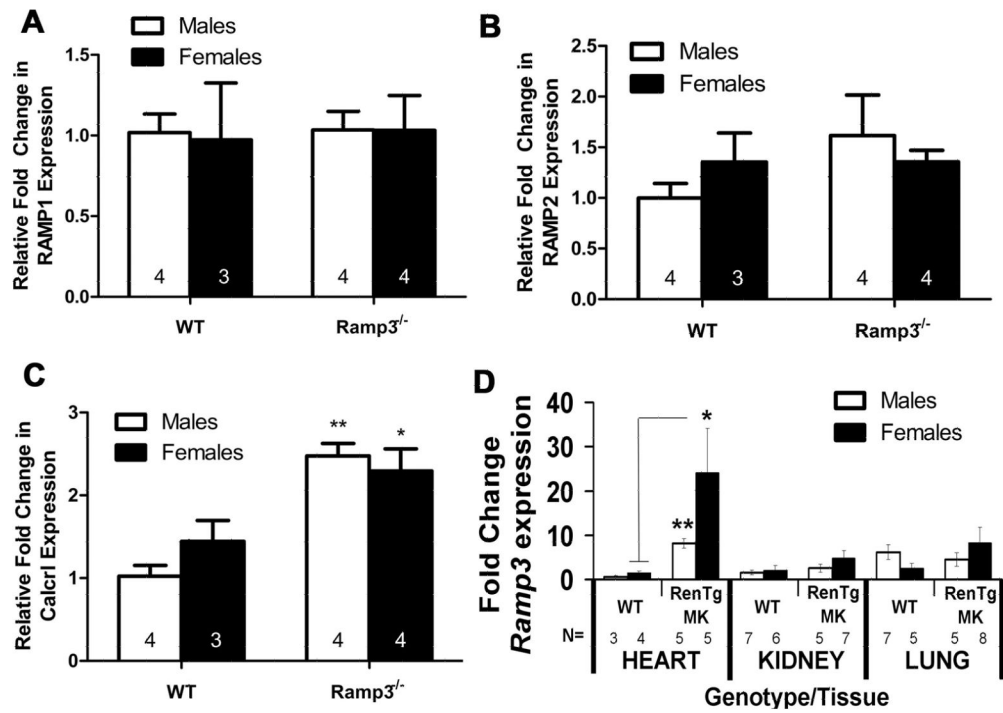 A
Males
Females
Relative Fold Change in
RAMP1 Expression
1.5
1.0
0.5
0.0
4
3
4
4
WT
Ramp3-/-
B
Males
Females
Relative Fold Change in
RAMP2 Expression
2.5
2.0
1.5
1.0
0.5
0.0
4
3
4
4
WT
Ramp3-/-
C
Males
Females
Relative Fold Change in
Calcrl Expression
3
2
1
0
**
*
4
3
4
4
WT
Ramp3-/-
D
Males
Females
Fold Change
Ramp3 expression
40
30
20
10
0
*
**
WT
RenTg
MK
WT
RenTg
MK
WT
RenTg
MK
N= 3 4 5 5 7 6 5 7 7 5 5 8
HEART KIDNEY LUNG
Genotype/Tissue